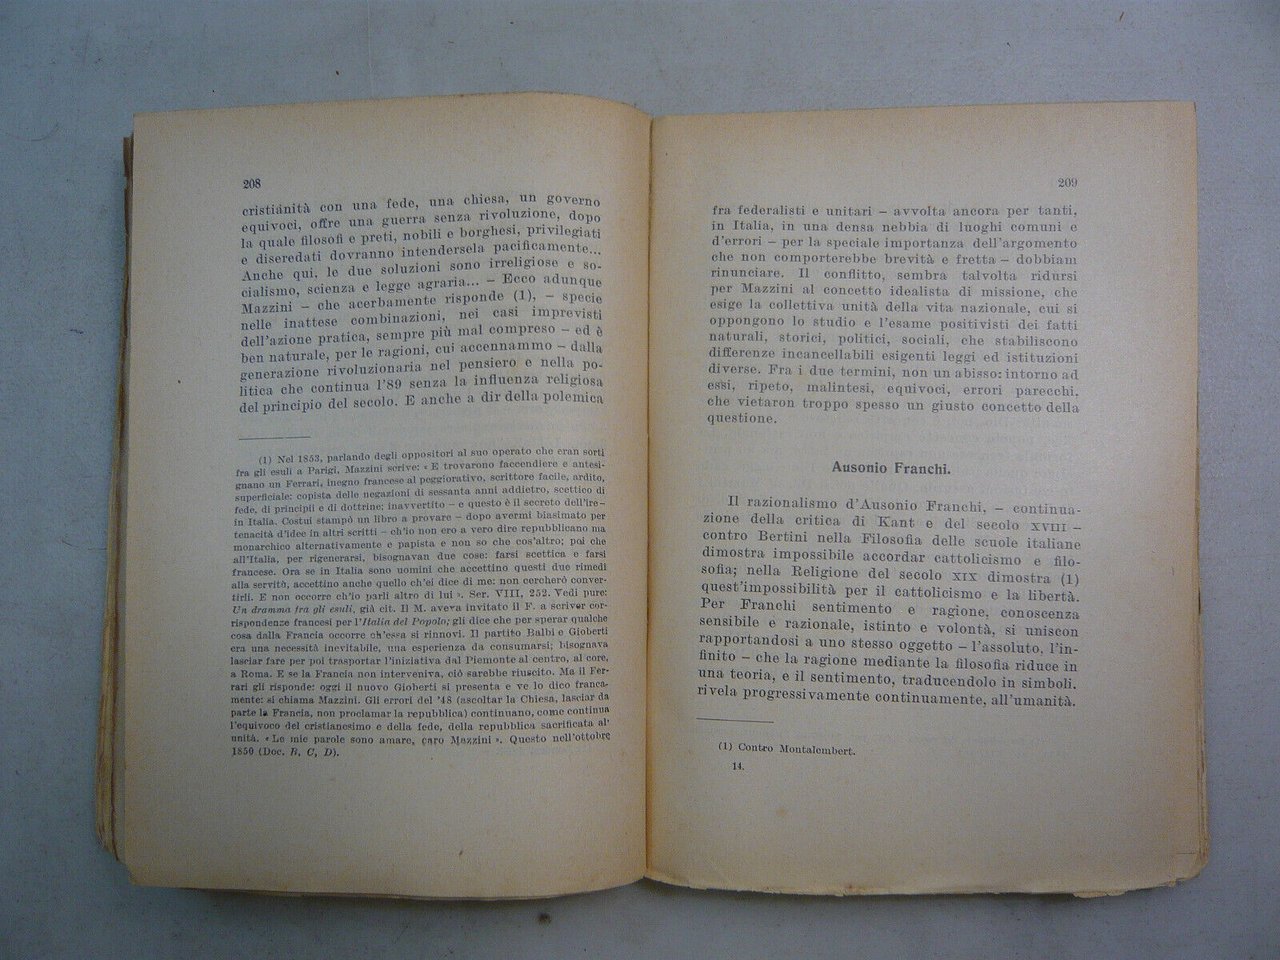 208
cristianità con una fede, una chiesa, un governo
equivoci, offre una guerra senza rivoluzione, dopo
la quale filosofi e preti, nobili e borghesi, privilegiati
e diseredati dovranno intendersela pacificamente...
Anche qui, le due soluzioni sono irreligiose e so-
cialismo, scienza e legge agraria... – Ecco adunque
Mazzini – che acerbamente risponde (1), – specie
nelle inattese combinazioni, nei casi imprevisti
dell'azione pratica, sempre più mal compreso – ed è
ben naturale, per le ragioni, cui accennammo – dalla
generazione rivoluzionaria nel pensiero e nella po-
litica che continua l'89 senza la influenza religiosa
del principio del secolo. E anche a dir della polemica
(1) Nel 1853, parlando degli oppositori al suo operato che eran sorti
fra gli esuli a Parigi, Mazzini scrive: « E trovarono faccendiere e antesi-
gnano un Ferrari, inegno francese al peggiorativo, scrittore facile, ardito,
superficiale: copista delle negazioni di sessanta anni addietro, scettico di
fede, di principi e di dottrine; inavvertito – e questo è il secreto dell'ire-
in Italia. Costui stampò un libro a provare – dopo avermi biasimato per
tenacità d'idee in altri scritti – ch'io non ero a vero dire repubblicano ma
monarchico alternativamente e papista e non so che cos'altro; poi che
all'Italia, per rigenerarsi, bisognavan due cose: farsi scettica e farsi
francese. Ora se in Italia sono uomini che accettino questi due rimedi
alla servitù, accettino anche quello ch'ei dice di me: non cercherò conver-
tirli. E non occorre ch'io parli altro di lui ». Ser. VIII, 252. Vedi pure:
Un dramma fra gli esuli, già cit. Il M. aveva invitato il F. a scriver cor-
rispondenze francesi per l'Italia del Popolo; gli dice che per sperar qualche
cosa dalla Francia occorre ch'essa si rinnovi. Il partito Balbi e Gioberti
era una necessità inevitabile, una esperienza da consumarsi; bisognava
lasciar fare per poi trasportar l'iniziativa dal Piemonte al centro, al core,
a Roma. E se la Francia non interveniva, ciò sarebbe riuscito. Ma il Fer-
rari gli risponde: oggi il nuovo Gioberti si presenta e ve lo dico franca-
mente: si chiama Mazzini. Gli errori del '48 (ascoltar la Chiesa, lasciar da
parte la Francia, non proclamar la repubblica) continuano, come continua
l'equivoco del cristianesimo e della fede, della repubblica sacrificata al'
unità. « Le mie parole sono amare, caro Mazzini ». Questo nell'ottobre
1850 (Doc. B, C, D).
209
fra federalisti e unitari – avvolta ancora per tanti,
in Italia, in una densa nebbia di luoghi comuni e
d'errori – per la speciale importanza dell'argomento
che non comporterebbe brevità e fretta – dobbiam
rinunciare. Il conflitto, sembra talvolta ridursi
per Mazzini al concetto idealista di missione, che
esige la collettiva unità della vita nazionale, cui si
oppongono lo studio e l'esame positivisti dei fatti
naturali, storici, politici, sociali, che stabiliscono
differenze incancellabili esigenti leggi ed istituzioni
diverse. Fra i due termini, non un abisso: intorno ad
essi, ripeto, malintesi, equivoci, errori parecchi,
che vietaron troppo spesso un giusto concetto della
questione.
Ausonio Franchi.
Il razionalismo d'Ausonio Franchi, – continua-
zione della critica di Kant e del secolo XVIII –
contro Bertini nella Filosofia delle scuole italiane
dimostra impossibile accordar cattolicismo e filo-
sofia; nella Religione del secolo XIX dimostra (1)
quest'impossibilità per il cattolicismo e la libertà.
Per Franchi sentimento e ragione, conoscenza
sensibile e razionale, istinto e volontà, si uniscon
rapportandosi a uno stesso oggetto – l'assoluto, l'in-
finito – che la ragione mediante la filosofia riduce in
una teoria, e il sentimento, traducendolo in simboli,
rivela progressivamente continuamente, all'umanità.
(1) Contro Montalembert.
14.